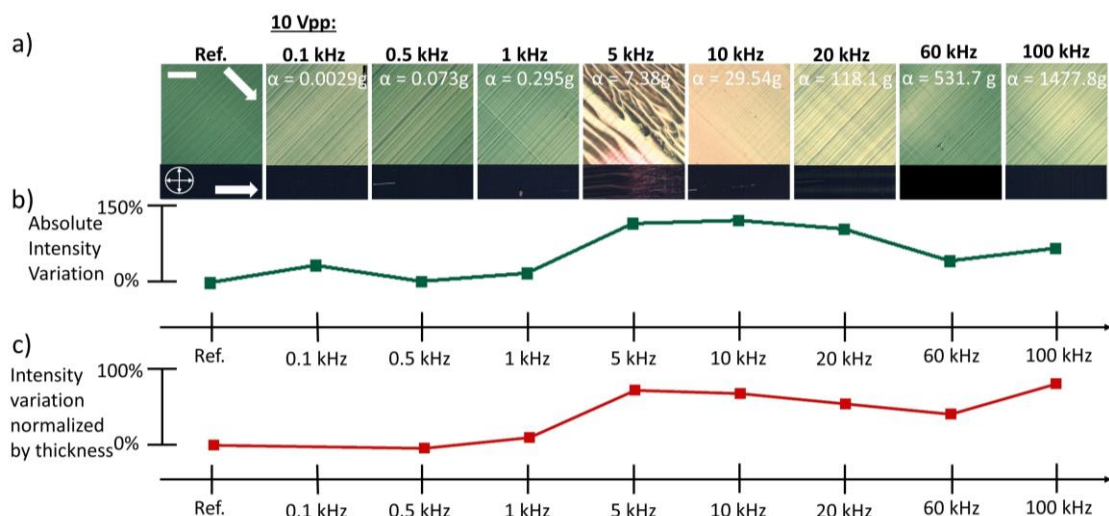 10 Vpp:
a)
Ref. 0.1 kHz 0.5 kHz 1 kHz 5 kHz 10 kHz 20 kHz 60 kHz 100 kHz
α = 0.0029g α = 0.073g α = 0.295g α = 7.38g α = 29.54g α = 118.1 g α = 531.7 g α = 1477.8g
b)
150%
Absolute
Intensity
Variation 0%
Ref. 0.1 kHz 0.5 kHz 1 kHz 5 kHz 10 kHz 20 kHz 60 kHz 100 kHz
c)
100%
Intensity
variation
normalized
by thickness 0%
Ref. 0.1 kHz 0.5 kHz 1 kHz 5 kHz 10 kHz 20 kHz 60 kHz 100 kHz